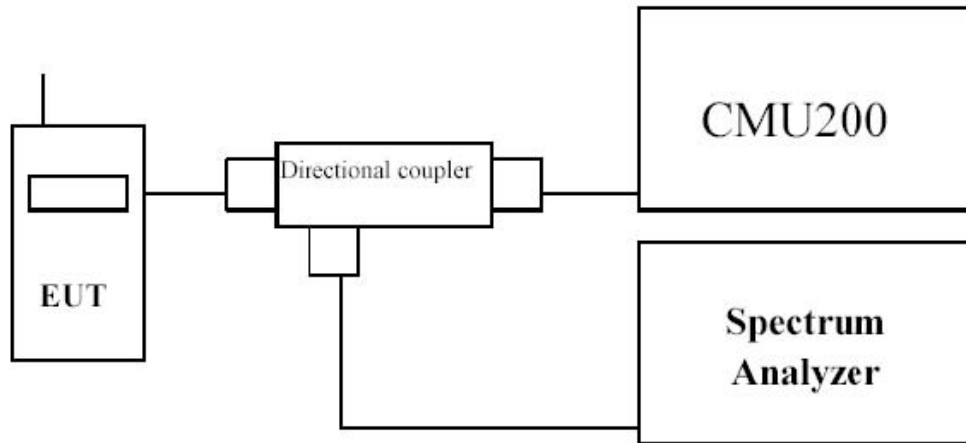 CMU200
Directional coupler
EUT
Spectrum
Analyzer